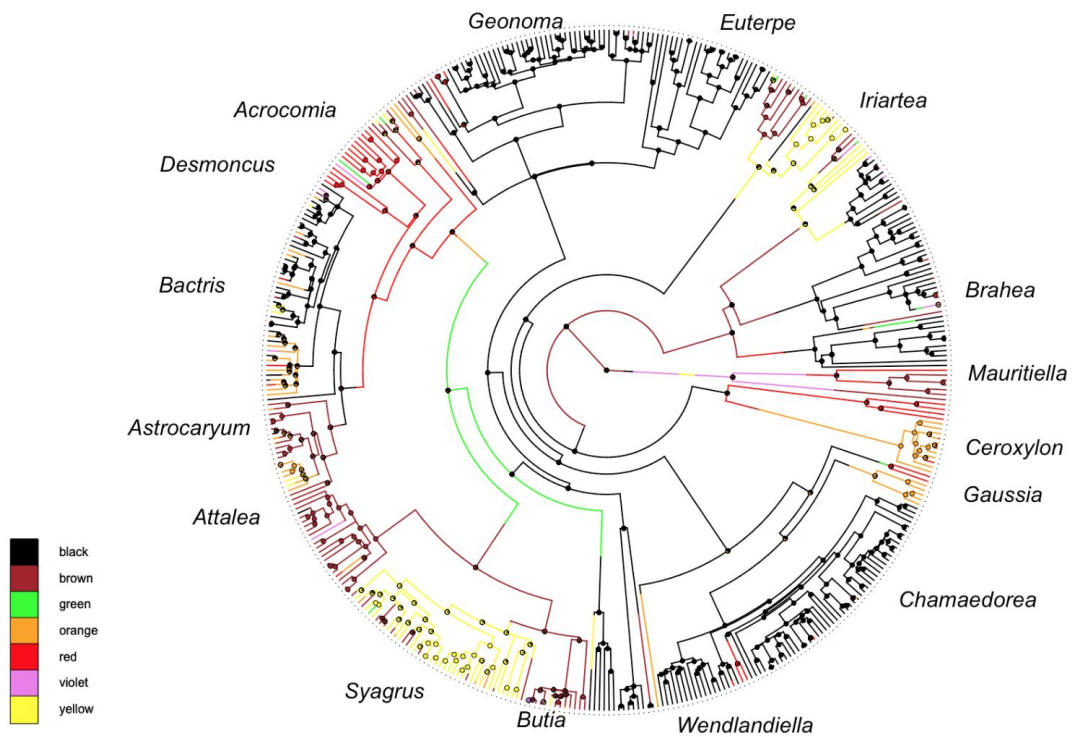 Geonoma
Euterpe
Acrocomia
Iriartea
Desmoncus
Bactris
Brahea
Mauritiella
Astrocaryum
Ceroxylon
Gaussia
Attalea
black
brown
green
orange
red
violet
yellow
Chamaedorea
Syagrus
Butia
Wendlandiella